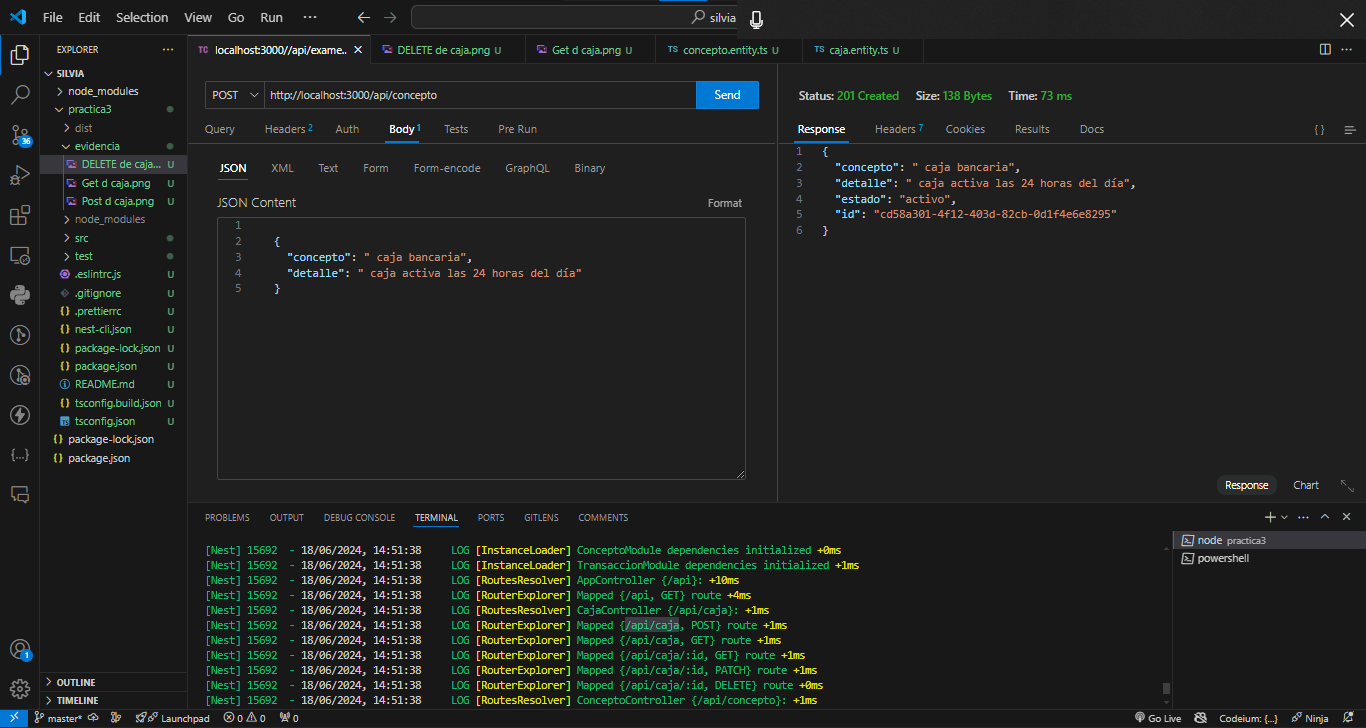 File Edit Selection View Go Run ··· silvia
EXPLORER ···
SILVIA
node_modules
practica3
dist
evidencia
DELETE de caja... U
Get d caja.png U
Post d caja.png U
node_modules
src
test
.eslintrc.js U
.gitignore U
.prettierrc U
nest-cli.json U
package-lock.json U
package.json U
README.md U
tsconfig.build.json U
tsconfig.json U
package-lock.json
package.json
OUTLINE
TIMELINE
36
1
TC localhost:3000//api/exame.. DELETE de caja.png U Get d caja.png U TS concepto.entity.ts U TS caja.entity.ts U
POST http://localhost:3000/api/concepto Send
Query Headers 2 Auth Body 1 Tests Pre Run
JSON XML Text Form Form-encode GraphQL Binary
JSON Content Format
1
2 {
3 "concepto": " caja bancaria",
4 "detalle": " caja activa las 24 horas del día"
5 }
Status: 201 Created Size: 138 Bytes Time: 73 ms
Response Headers 7 Cookies Results Docs { }
1 {
2 "concepto": " caja bancaria",
3 "detalle": " caja activa las 24 horas del día",
4 "estado": "activo",
5 "id": "cd58a301-4f12-403d-82cb-0d1f4e6e8295"
6 }
Response Chart
PROBLEMS OUTPUT DEBUG CONSOLE TERMINAL PORTS GITLENS COMMENTS
[Nest] 15692 - 18/06/2024, 14:51:38 LOG [InstanceLoader] ConceptoModule dependencies initialized +0ms
[Nest] 15692 - 18/06/2024, 14:51:38 LOG [InstanceLoader] TransaccionModule dependencies initialized +1ms
[Nest] 15692 - 18/06/2024, 14:51:38 LOG [RoutesResolver] AppController {/api}: +10ms
[Nest] 15692 - 18/06/2024, 14:51:38 LOG [RouterExplorer] Mapped {/api, GET} route +4ms
[Nest] 15692 - 18/06/2024, 14:51:38 LOG [RoutesResolver] CajaController {/api/caja}: +1ms
[Nest] 15692 - 18/06/2024, 14:51:38 LOG [RouterExplorer] Mapped {/api/caja, POST} route +1ms
[Nest] 15692 - 18/06/2024, 14:51:38 LOG [RouterExplorer] Mapped {/api/caja, GET} route +1ms
[Nest] 15692 - 18/06/2024, 14:51:38 LOG [RouterExplorer] Mapped {/api/caja/:id, GET} route +1ms
[Nest] 15692 - 18/06/2024, 14:51:38 LOG [RouterExplorer] Mapped {/api/caja/:id, PATCH} route +1ms
[Nest] 15692 - 18/06/2024, 14:51:38 LOG [RouterExplorer] Mapped {/api/caja/:id, DELETE} route +0ms
[Nest] 15692 - 18/06/2024, 14:51:38 LOG [RoutesResolver] ConceptoController {/api/concepto}: +1ms
node practica3
powershell
master* Launchpad 0 0 0 Go Live Codeium: {...} Ninja